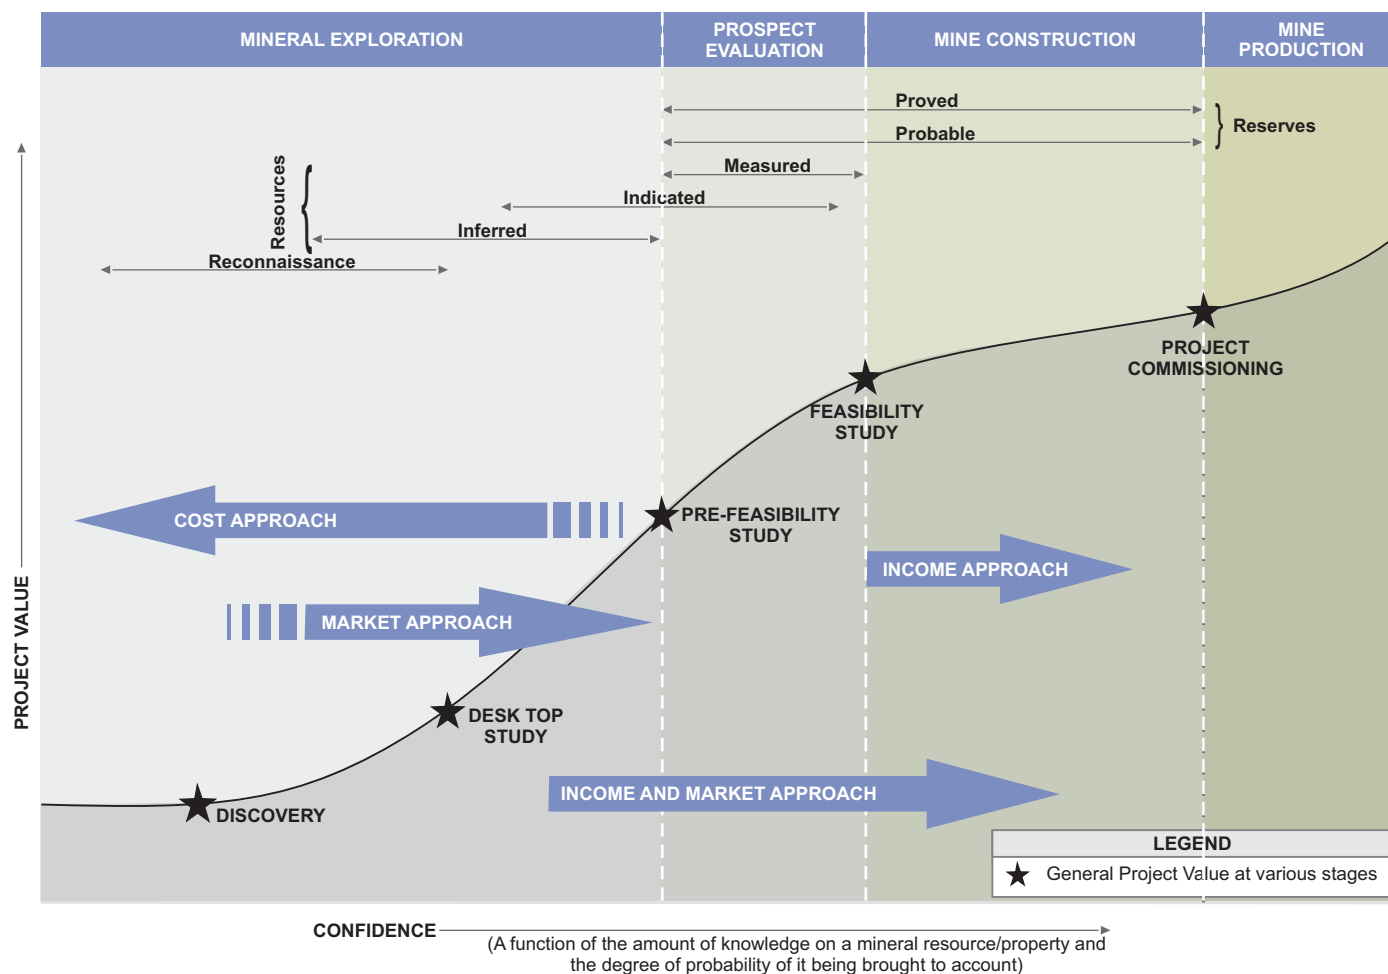 MINERAL EXPLORATION
PROSPECT
EVALUATION
MINE CONSTRUCTION
MINE
PRODUCTION
Proved
Probable
Reserves
Measured
Indicated
Inferred
Reconnaissance
Resources
PROJECT
COMMISSIONING
FEASIBILITY
STUDY
COST APPROACH
PRE-FEASIBILITY
STUDY
INCOME APPROACH
MARKET APPROACH
DESK TOP
STUDY
INCOME AND MARKET APPROACH
DISCOVERY
PROJECT VALUE
LEGEND
General Project Value at various stages
CONFIDENCE
(A function of the amount of knowledge on a mineral resource/property and
the degree of probability of it being brought to account)